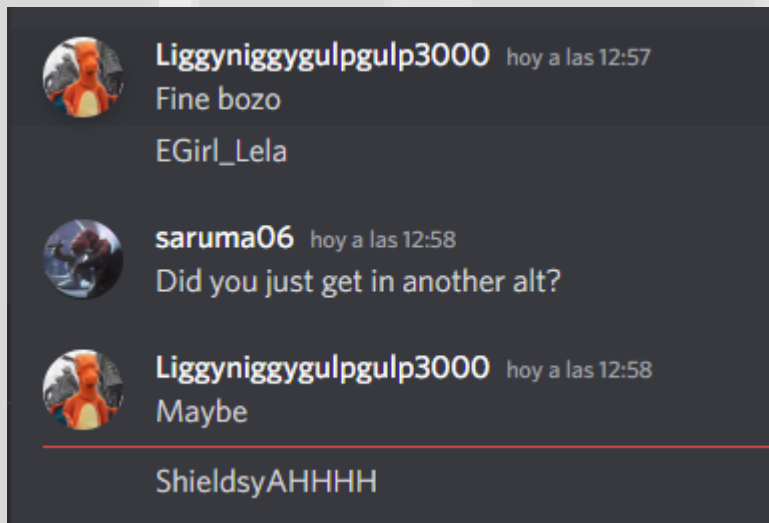 Liggyniggygulpgulp3000 hoy a las 12:57
Fine bozo
EGirl_Lela
saruma06 hoy a las 12:58
Did you just get in another alt?
Liggyniggygulpgulp3000 hoy a las 12:58
Maybe
ShieldsyAHHHH